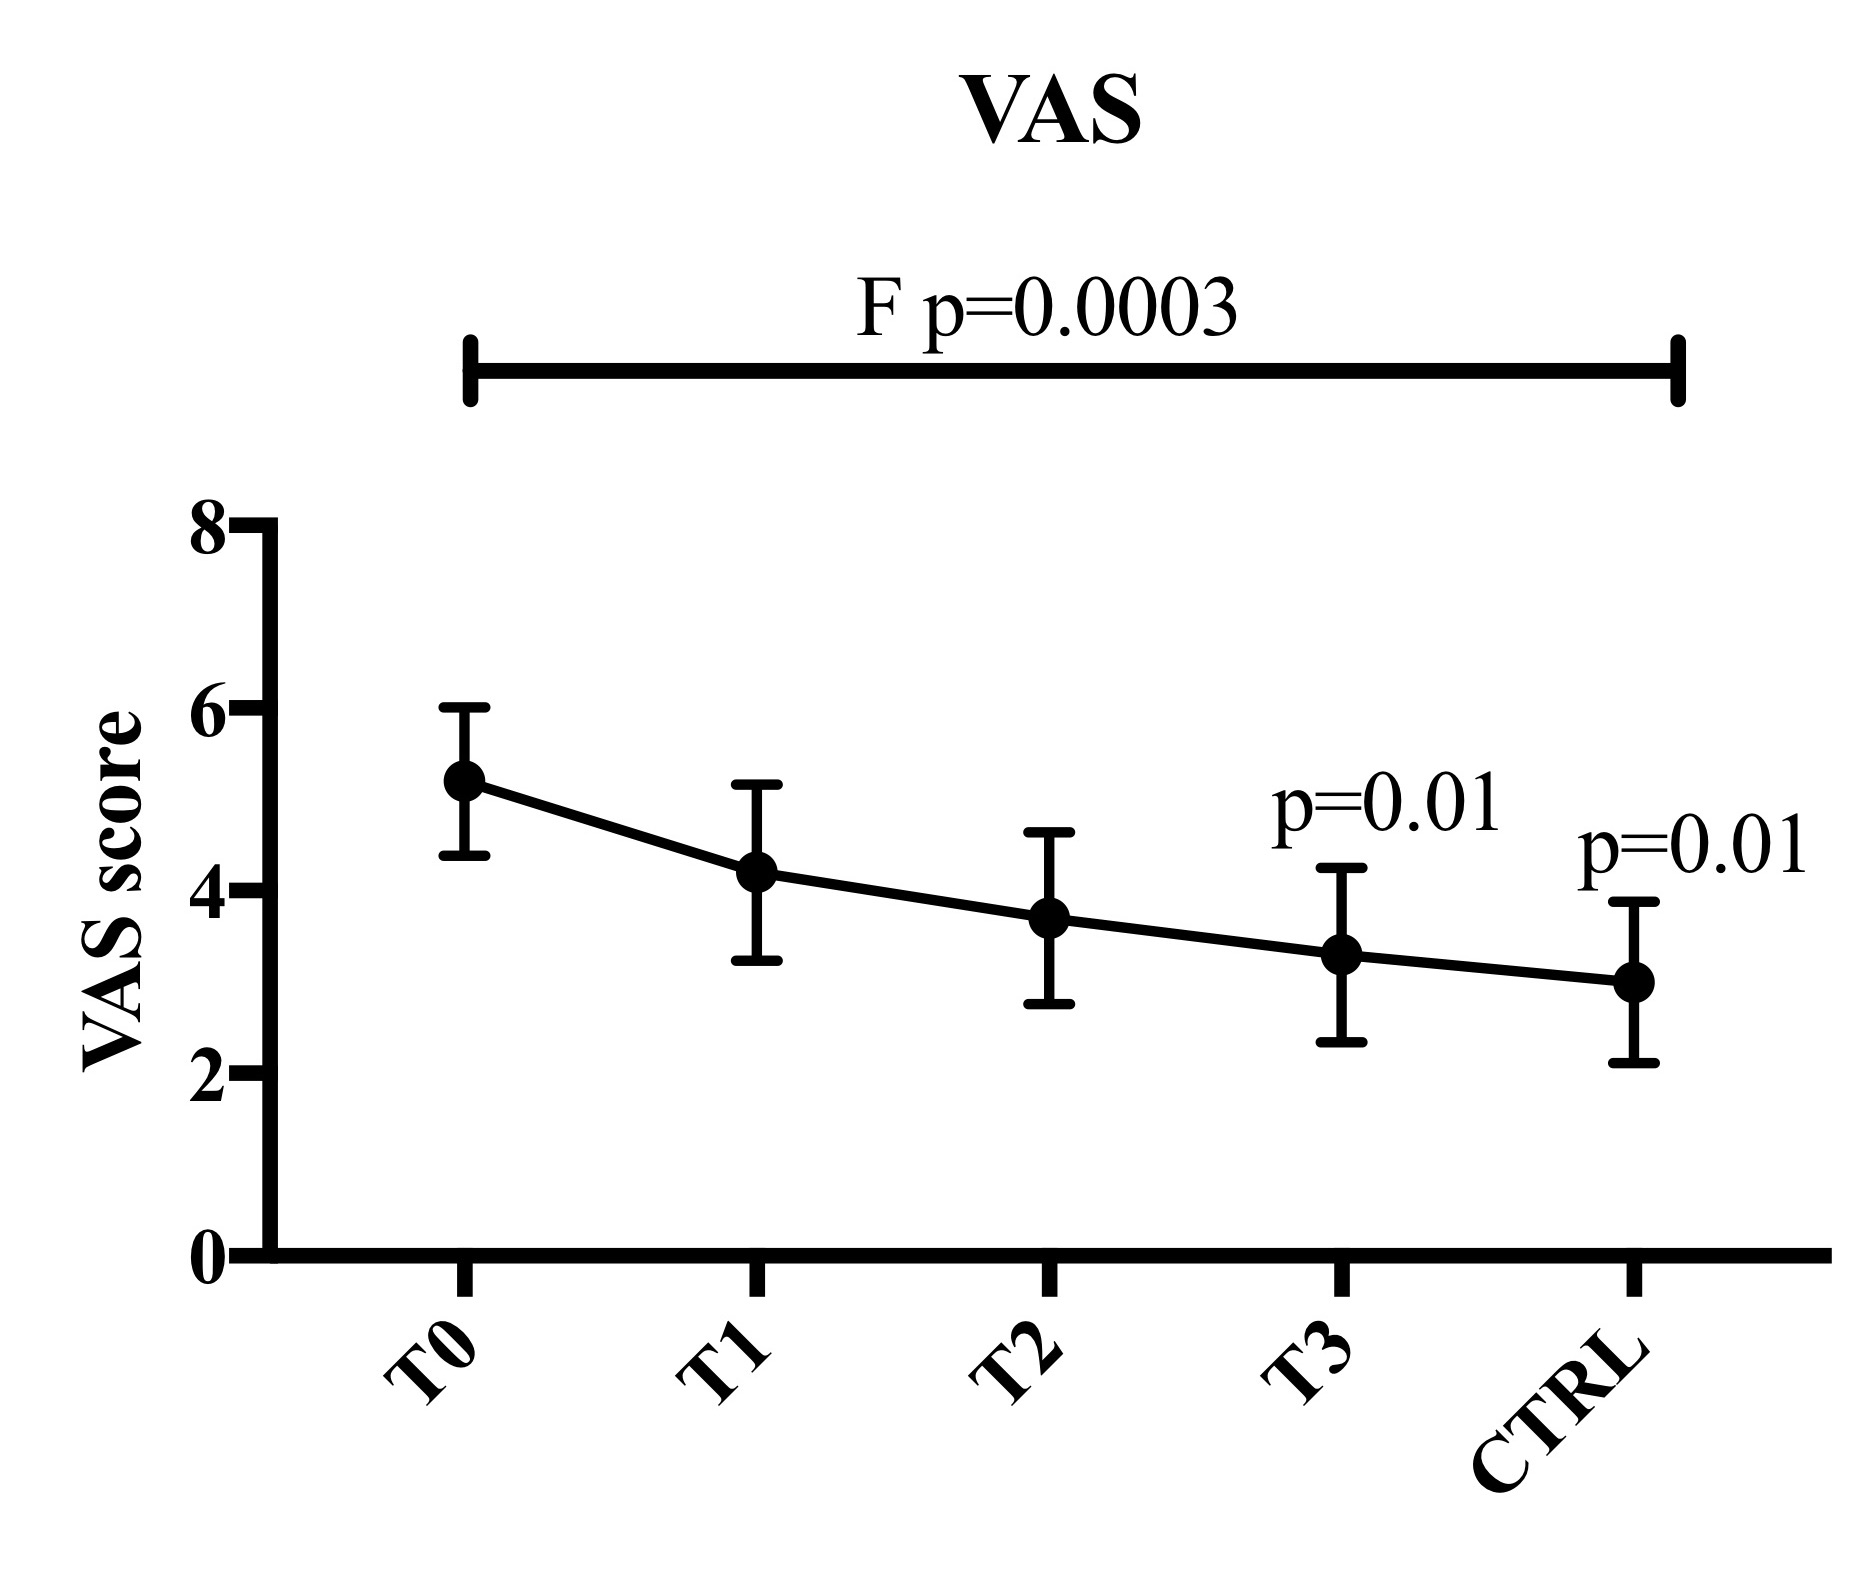 VAS
F p=0.0003
8
6
4
2
0
VAS score
p=0.01
p=0.01
T0
T1
T2
T3
CTRL